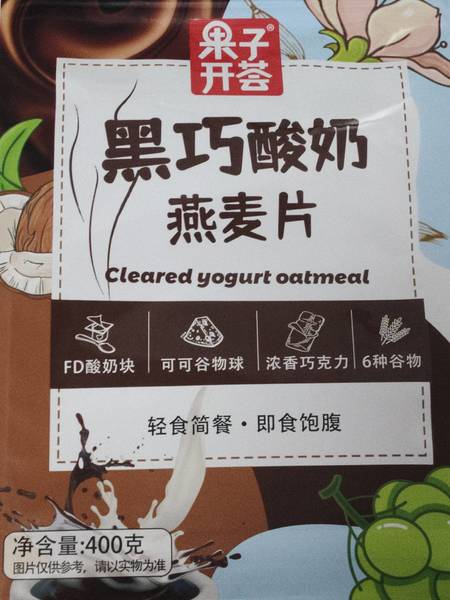 果子
开荟®
黑巧酸奶
燕麦片
Cleared yogurt oatmeal
FD酸奶块 可可谷物球 浓香巧克力 6种谷物
轻食简餐·即食饱腹
净含量:400克
图片仅供参考，请以实物为准